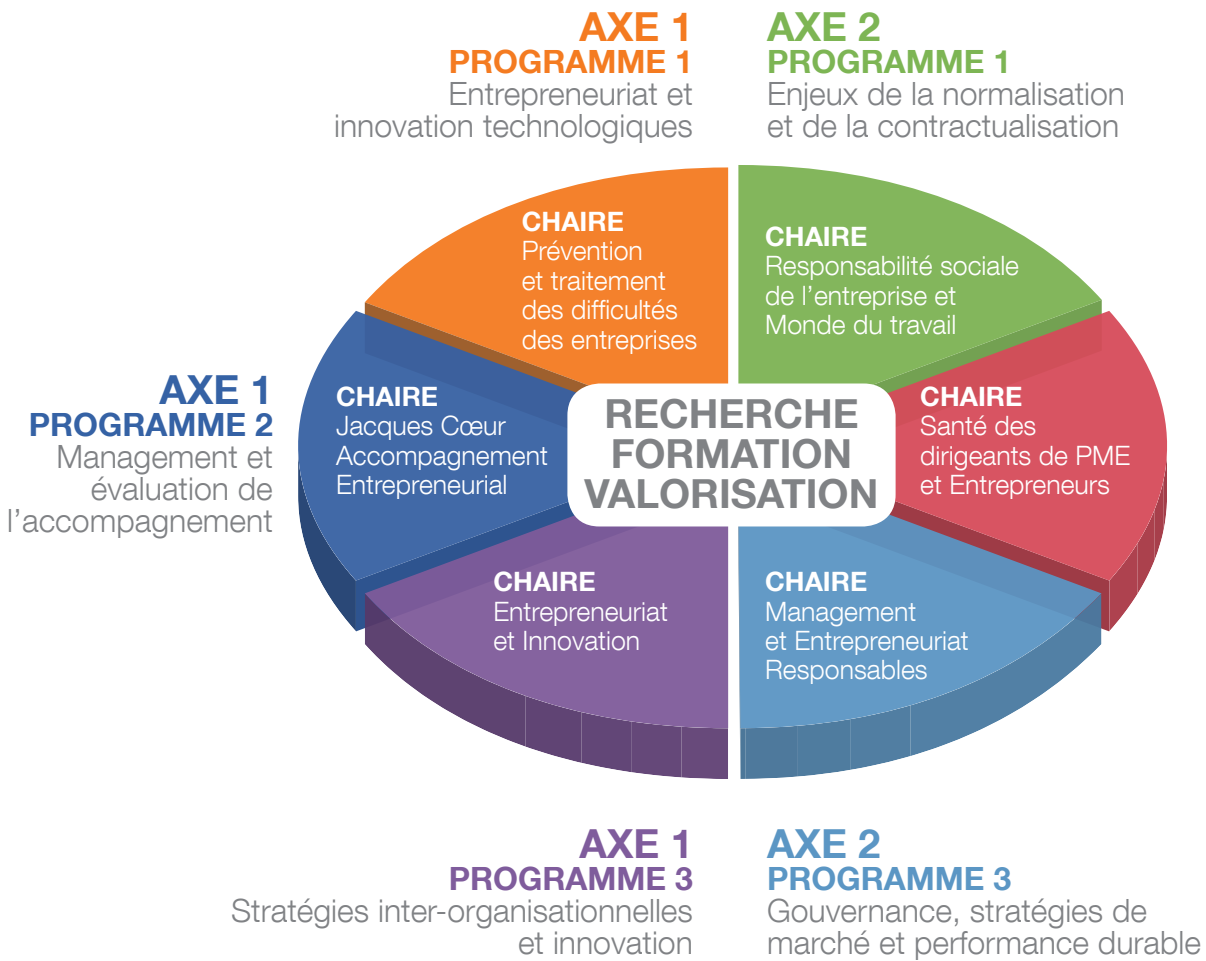 AXE 1
PROGRAMME 1
Entrepreneuriat et
innovation technologiques
AXE 2
PROGRAMME 1
Enjeux de la normalisation
et de la contractualisation
CHAIRE
Prévention
et traitement
des difficultés
des entreprises
CHAIRE
Responsabilité sociale
de l'entreprise et
Monde du travail
AXE 1
PROGRAMME 2
Management et
évaluation de
l'accompagnement
CHAIRE
Jacques Cœur
Accompagnement
Entrepreneurial
RECHERCHE
FORMATION
VALORISATION
CHAIRE
Santé des
dirigeants de PME
et Entrepreneurs
CHAIRE
Entrepreneuriat
et Innovation
CHAIRE
Management
et Entrepreneuriat
Responsables
AXE 1
PROGRAMME 3
Stratégies inter-organisationnelles
et innovation
AXE 2
PROGRAMME 3
Gouvernance, stratégies de
marché et performance durable